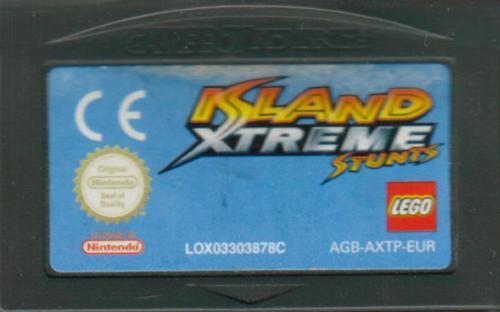 GAME BOY ADVANCE
CE
ISLAND
XTREME
STUNTS
Original
Nintendo
Seal of
Quality
LICENSED BY
Nintendo
LOX03303878C
LEGO
AGB-AXTP-EUR